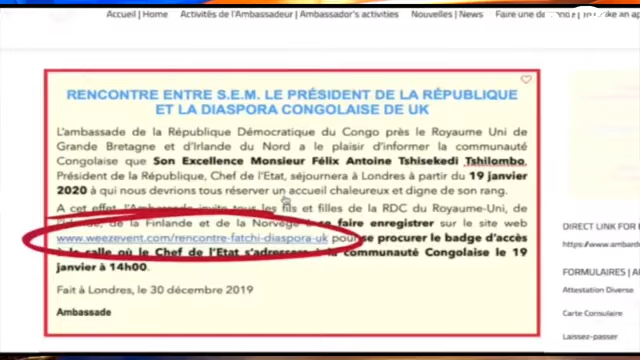 Accueil | Home Activités de l'Ambassadeur | Ambassador's activities Nouvelles | News Faire une de
RENCONTRE ENTRE S.E.M. LE PRÉSIDENT DE LA RÉPUBLIQUE
ET LA DIASPORA CONGOLAISE DE UK
L'ambassade de la République Démocratique du Congo près le Royaume Uni de
Grande Bretagne et d'Irlande du Nord a le plaisir d'informer la communauté
Congolaise que Son Excellence Monsieur Félix Antoine Tshisekedi Tshilombo,
Président de la République, Chef de l'Etat, séjournera à Londres à partir du 19 janvier
2020 à qui nous devrions tous réserver un accueil chaleureux et digne de son rang.
A cet effet, l'Ambassade invite tous les fils et filles de la RDC du Royaume-Uni, de
de la Finlande et de la Norvège se faire enregistrer sur le site web
www.weezevent.com/rencontre-fatchi-diaspora-uk pour se procurer le badge d'accès
à la salle où le Chef de l'Etat s'adressera à la communauté Congolaise le 19
janvier à 14h00.
Fait à Londres, le 30 décembre 2019
Ambassade
DIRECT LINK FOR
https://www.ambard
FORMULAIRES |
Attestation Diverse
Carte Consulaire
Laissez-passer